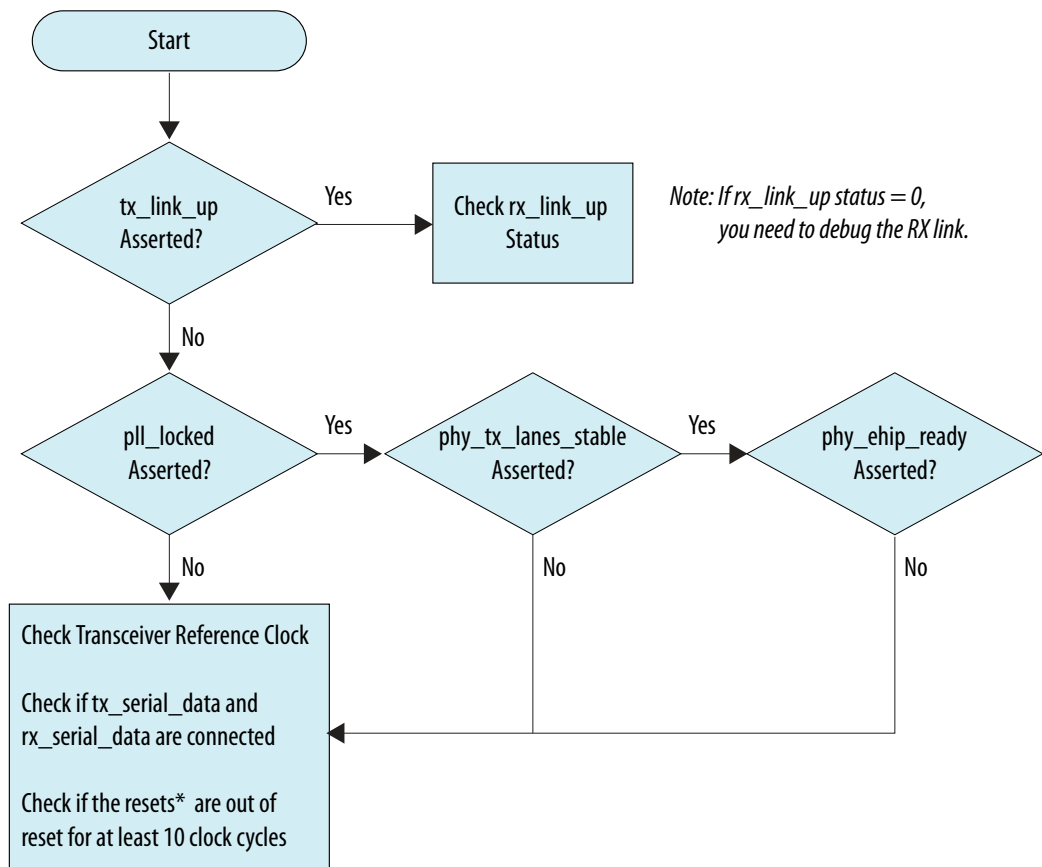 Start
tx_link_up
Asserted?
Yes
Check rx_link_up
Status
Note: If rx_link_up status = 0,
you need to debug the RX link.
No
pll_locked
Asserted?
Yes
phy_tx_lanes_stable
Asserted?
Yes
phy_ehip_ready
Asserted?
No
No
No
Check Transceiver Reference Clock
Check if tx_serial_data and
rx_serial_data are connected
Check if the resets* are out of
reset for at least 10 clock cycles